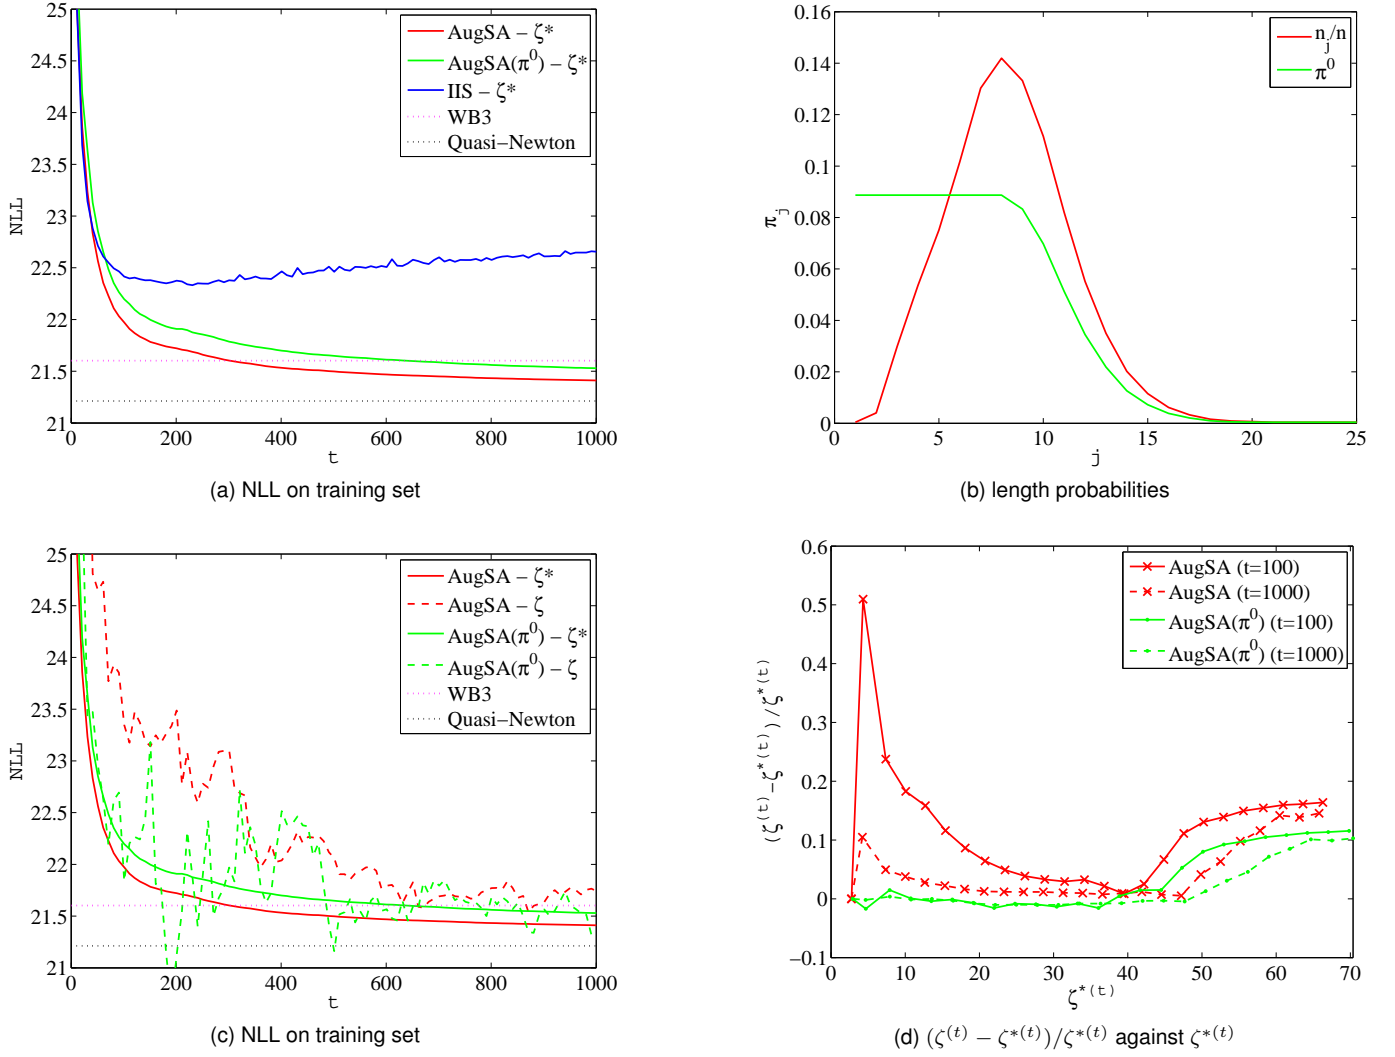 25
24.5
24
23.5
23
22.5
22
21.5
21
NLL
0
200
400
600
800
1000
t
AugSA − ζ*
AugSA(π⁰) − ζ*
IIS − ζ*
WB3
Quasi−Newton
(a) NLL on training set
0.16
0.14
0.12
0.1
0.08
0.06
0.04
0.02
0
π_j
0
5
10
15
20
25
j
n_j/n
π⁰
(b) length probabilities
25
24.5
24
23.5
23
22.5
22
21.5
21
NLL
0
200
400
600
800
1000
t
AugSA − ζ*
AugSA − ζ
AugSA(π⁰) − ζ*
AugSA(π⁰) − ζ
WB3
Quasi−Newton
(c) NLL on training set
0.6
0.5
0.4
0.3
0.2
0.1
0
−0.1
(ζ^(t) − ζ*^(t)) / ζ*^(t)
0
10
20
30
40
50
60
70
ζ*^(t)
AugSA (t=100)
AugSA (t=1000)
AugSA(π⁰) (t=100)
AugSA(π⁰) (t=1000)
(d) (ζ^(t) − ζ*^(t))/ζ*^(t) against ζ*^(t)